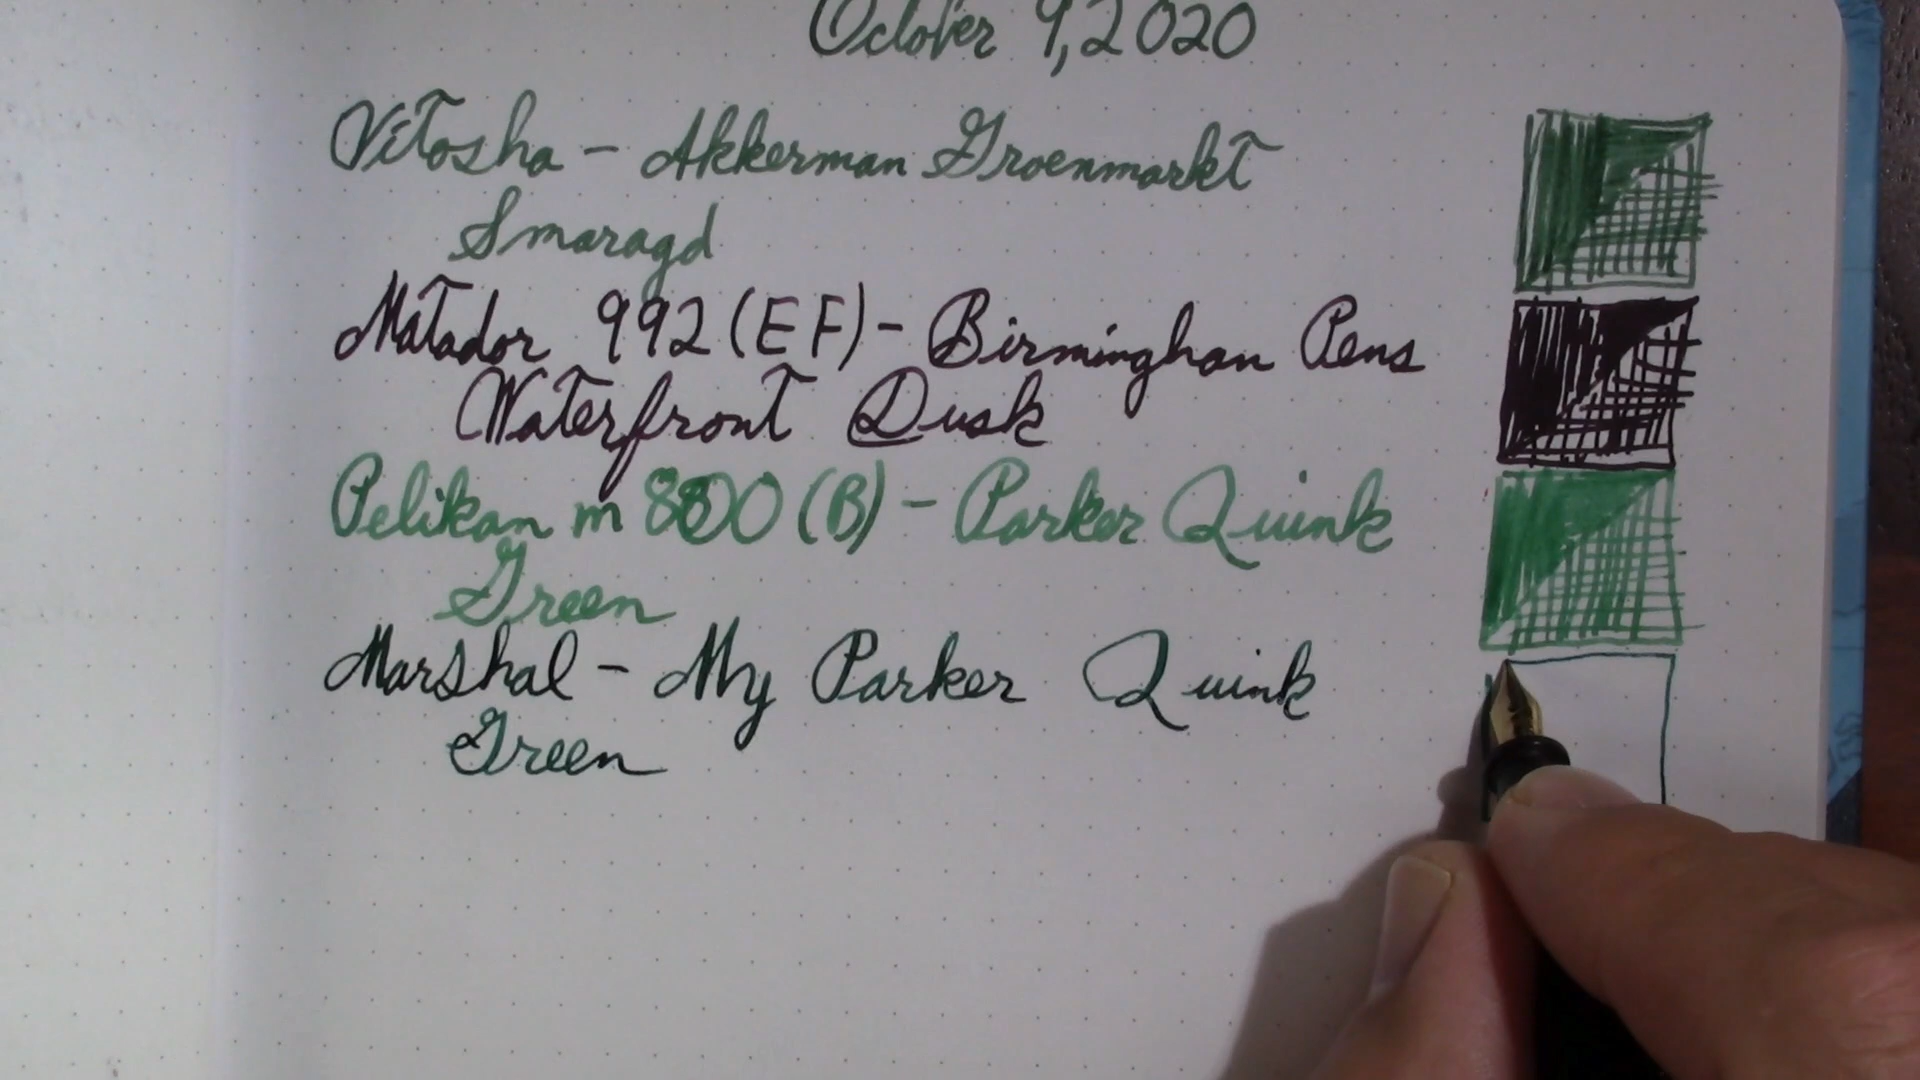 October 9, 2020
Vitosha - Akkerman Groenmarkt
Smaragd
Matador 992 (EF) - Birminghan Pens
Waterfront Dusk
Pelikan m 800 (B) - Parker Quink
Green
Marshal - My Parker Quink
Green